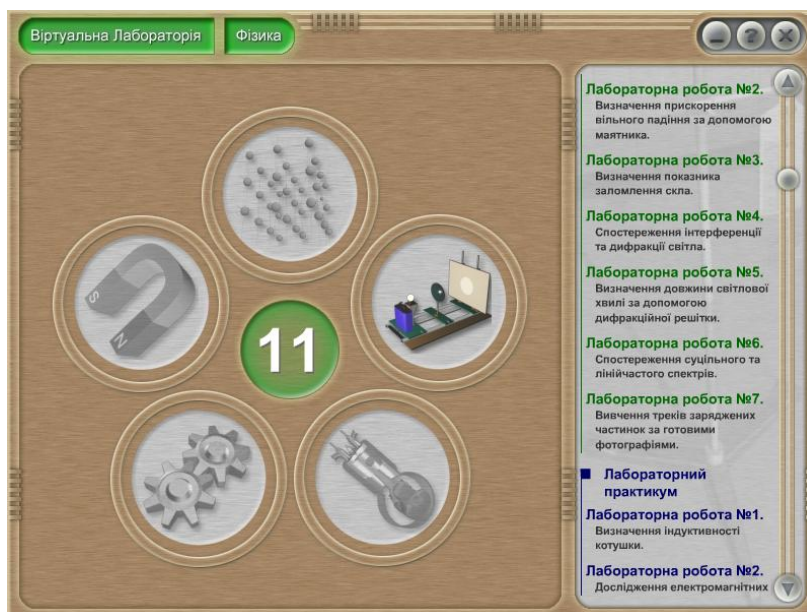 Віртуальна Лабораторія
Фізика
Лабораторна робота №2.
Визначення прискорення
вільного падіння за допомогою
маятника.
Лабораторна робота №3.
Визначення показника
заломлення скла.
Лабораторна робота №4.
Спостереження інтерференції
та дифракції світла.
Лабораторна робота №5.
Визначення довжини світлової
хвилі за допомогою
дифракційної решітки.
Лабораторна робота №6.
Спостереження суцільного та
лінійчастого спектрів.
Лабораторна робота №7.
Вивчення треків заряджених
частинок за готовими
фотографіями.
Лабораторний
практикум
Лабораторна робота №1.
Визначення індуктивності
котушки.
Лабораторна робота №2.
Дослідження електромагнітних
S
N
11
?